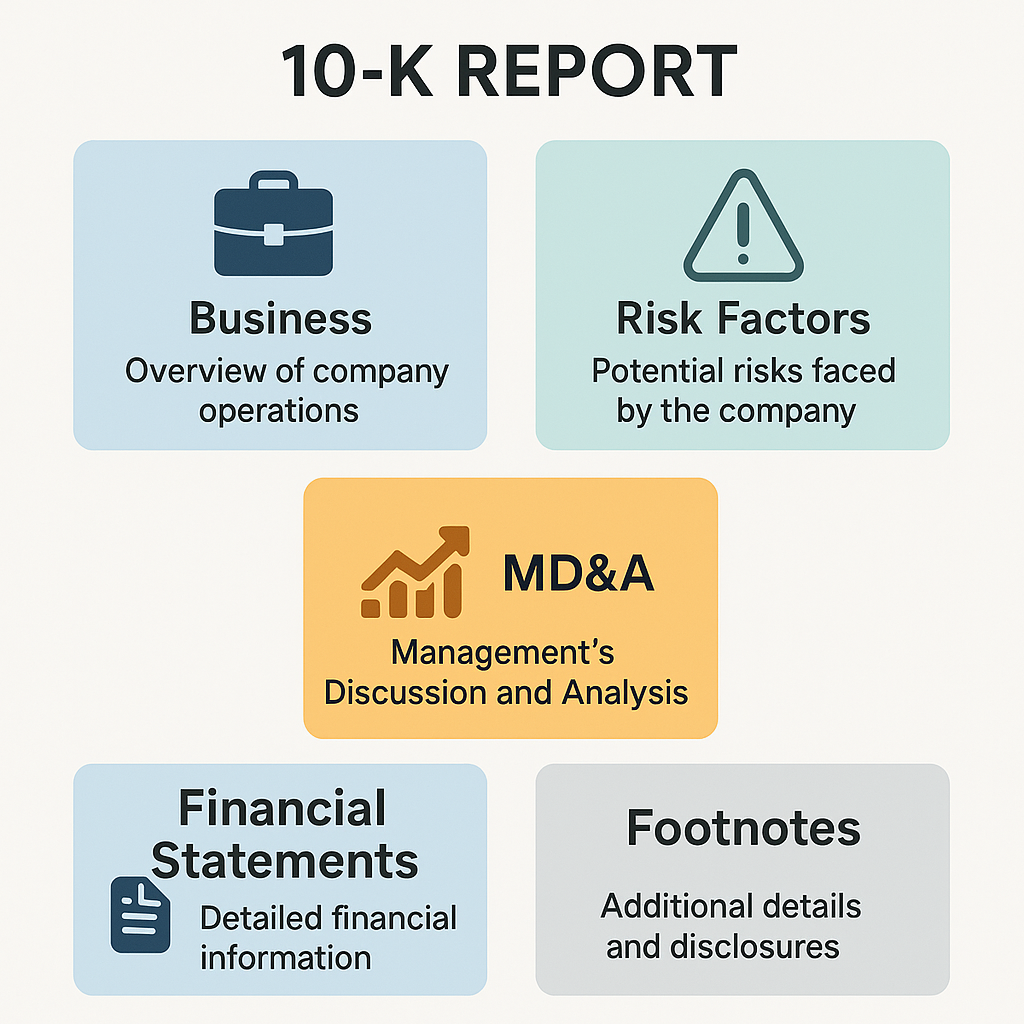 10-K REPORT
Business
Overview of company
operations
Risk Factors
Potential risks faced
by the company
MD&A
Management’s
Discussion and Analysis
Financial
Statements
Detailed financial
information
Footnotes
Additional details
and disclosures